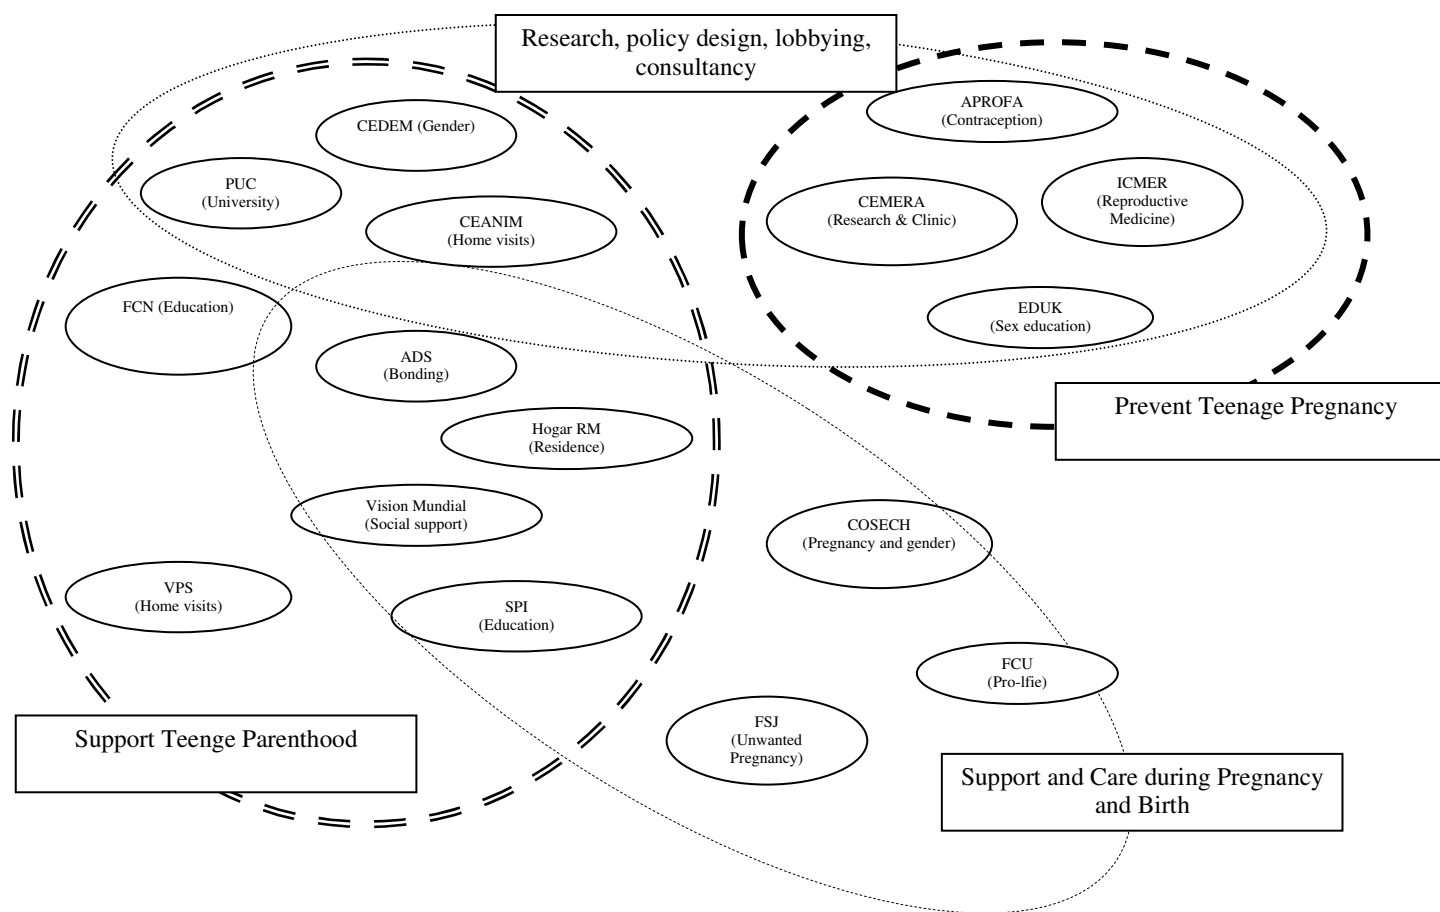 Research, policy design, lobbying,
consultancy
APROFA
(Contraception)
CEDEM (Gender)
PUC
(University)
CEMERA
(Research & Clinic)
ICMER
(Reproductive
Medicine)
CEANIM
(Home visits)
FCN (Education)
EDUK
(Sex education)
ADS
(Bonding)
Prevent Teenage Pregnancy
Hogar RM
(Residence)
Vision Mundial
(Social support)
COSECH
(Pregnancy and gender)
VPS
(Home visits)
SPI
(Education)
FCU
(Pro-lfie)
FSJ
(Unwanted
Pregnancy)
Support Teenge Parenthood
Support and Care during Pregnancy
and Birth